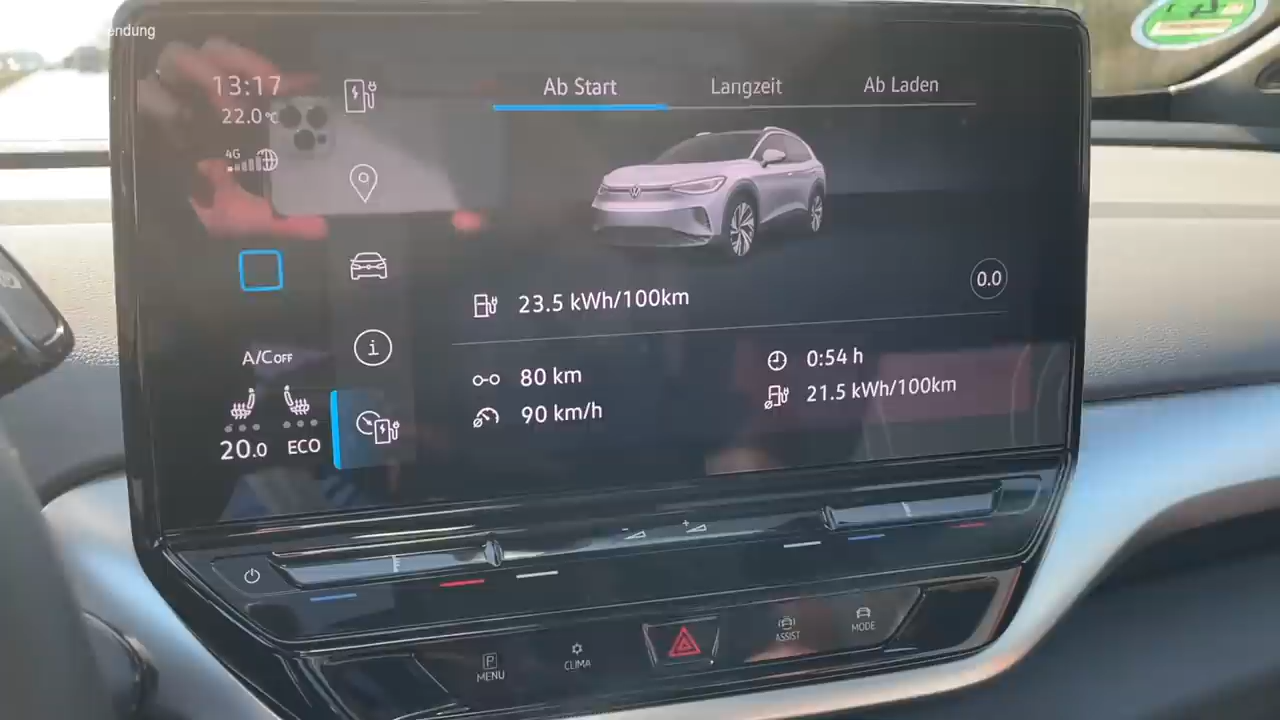 endung
13:17
22.0°C
4G
A/C OFF
20.0
ECO
Ab Start
Langzeit
Ab Laden
23.5 kWh/100km
0.0
80 km
90 km/h
0:54 h
21.5 kWh/100km
P
MENU
CLIMA
ASSIST
MODE